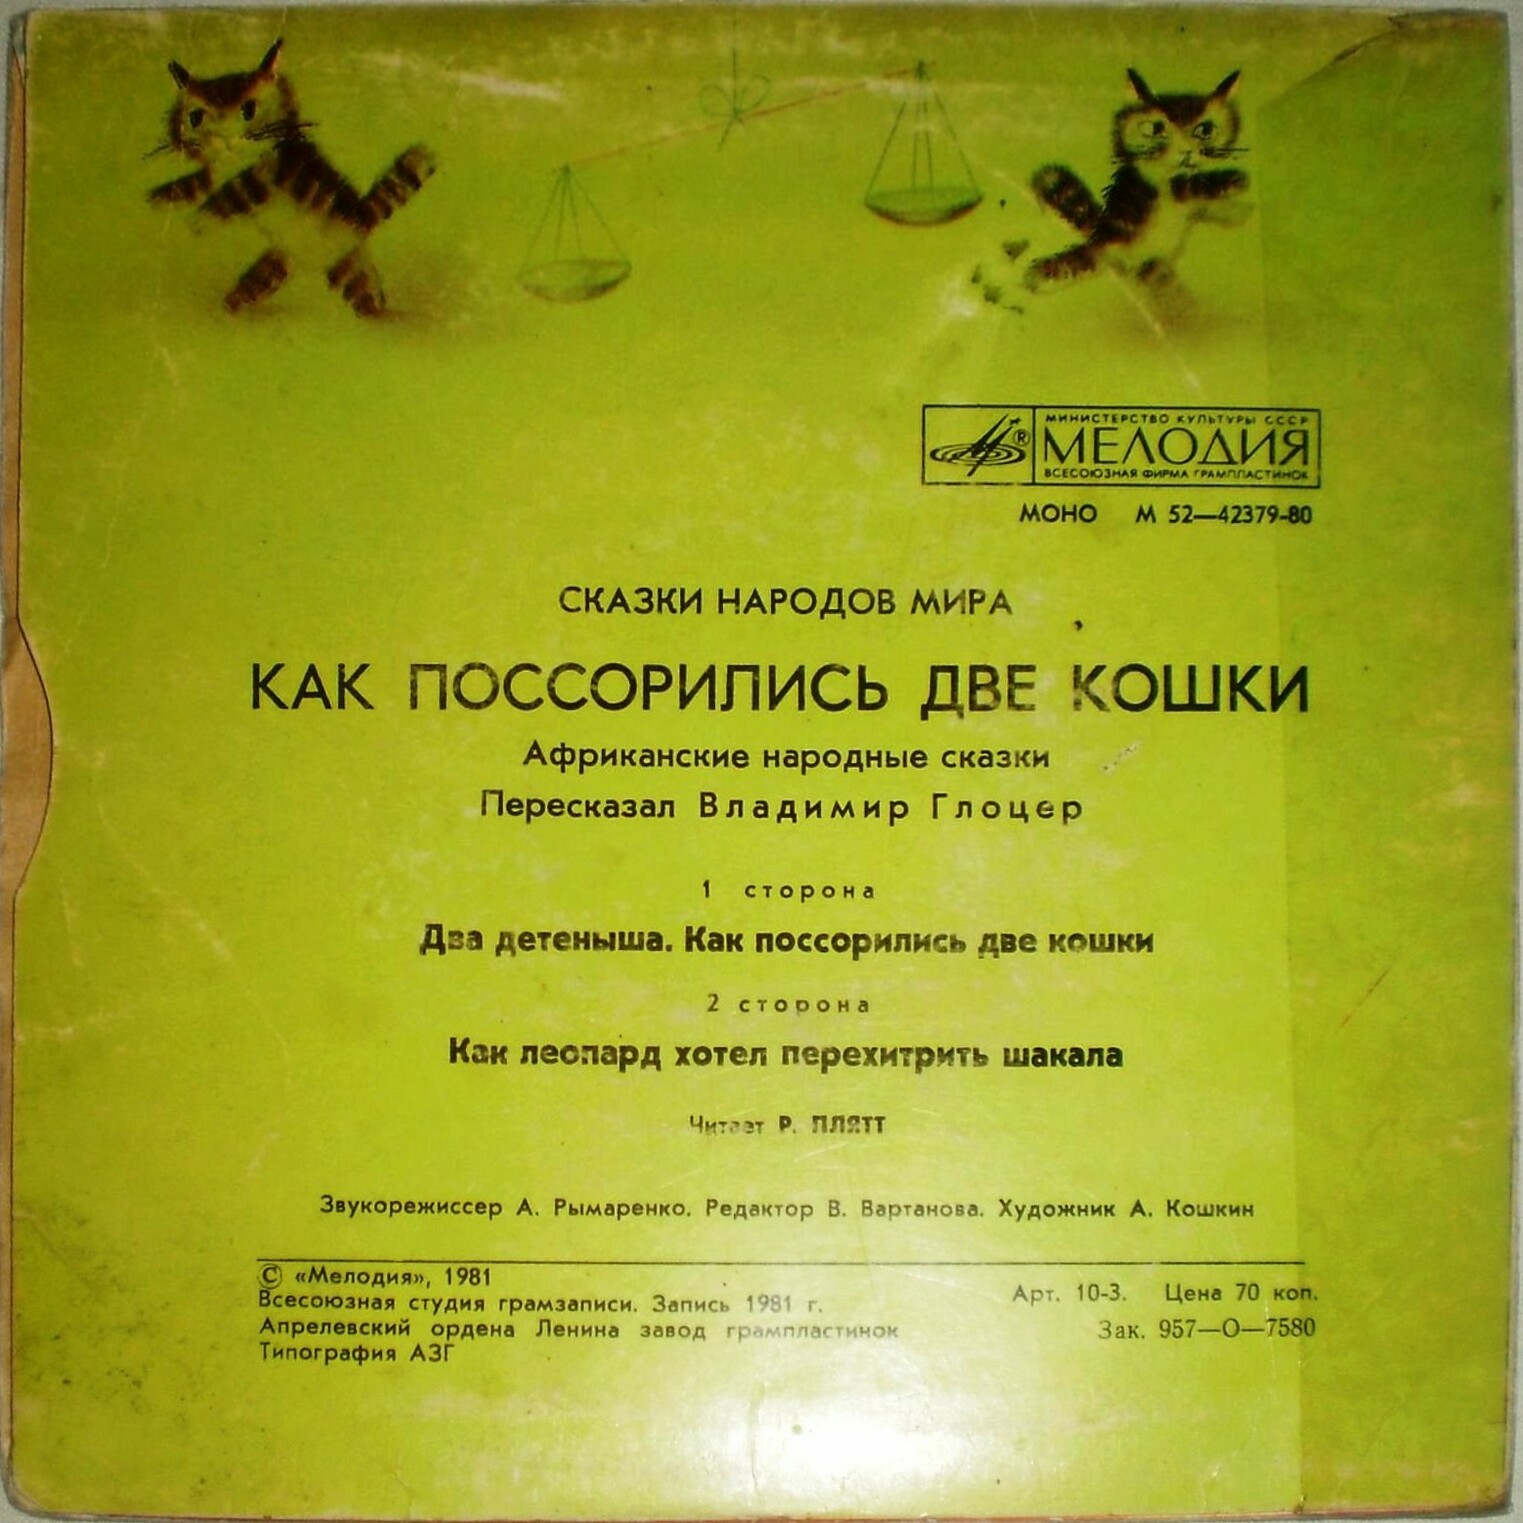 МИНИСТЕРСТВО КУЛЬТУРЫ СССР
МЕЛОДИЯ
ВСЕСОЮЗНАЯ ФИРМА ГРАМПЛАСТИНОК
МОНО М 52—42379-80
СКАЗКИ НАРОДОВ МИРА
КАК ПОССОРИЛИСЬ ДВЕ КОШКИ
Африканские народные сказки
Пересказал Владимир Глоцер
1 сторона
Два детеныша. Как поссорились две кошки
2 сторона
Как леопард хотел перехитрить шакала
Читает Р. ПЛЯТТ
Звукорежиссер А. Рымаренко. Редактор В. Вартанова. Художник А. Кошкин
© «Мелодия», 1981
Всесоюзная студия грамзаписи. Запись 1981 г.
Апрелевский ордена Ленина завод грампластинок
Типография АЗГ
Арт. 10-3. Цена 70 коп.
Зак. 957—О—7580